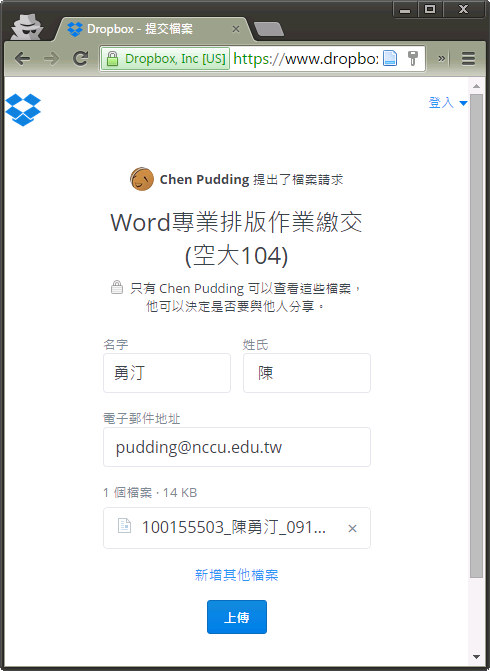 Dropbox - 提交檔案
Dropbox, Inc [US] https://www.dropbo
登入
Chen Pudding 提出了檔案請求
Word專業排版作業繳交
(空大104)
只有 Chen Pudding 可以查看這些檔案，
他可以決定是否要與他人分享。
名字 姓氏
勇汀 陳
電子郵件地址
pudding@nccu.edu.tw
1 個檔案 · 14 KB
100155503_陳勇汀_091...
新增其他檔案
上傳